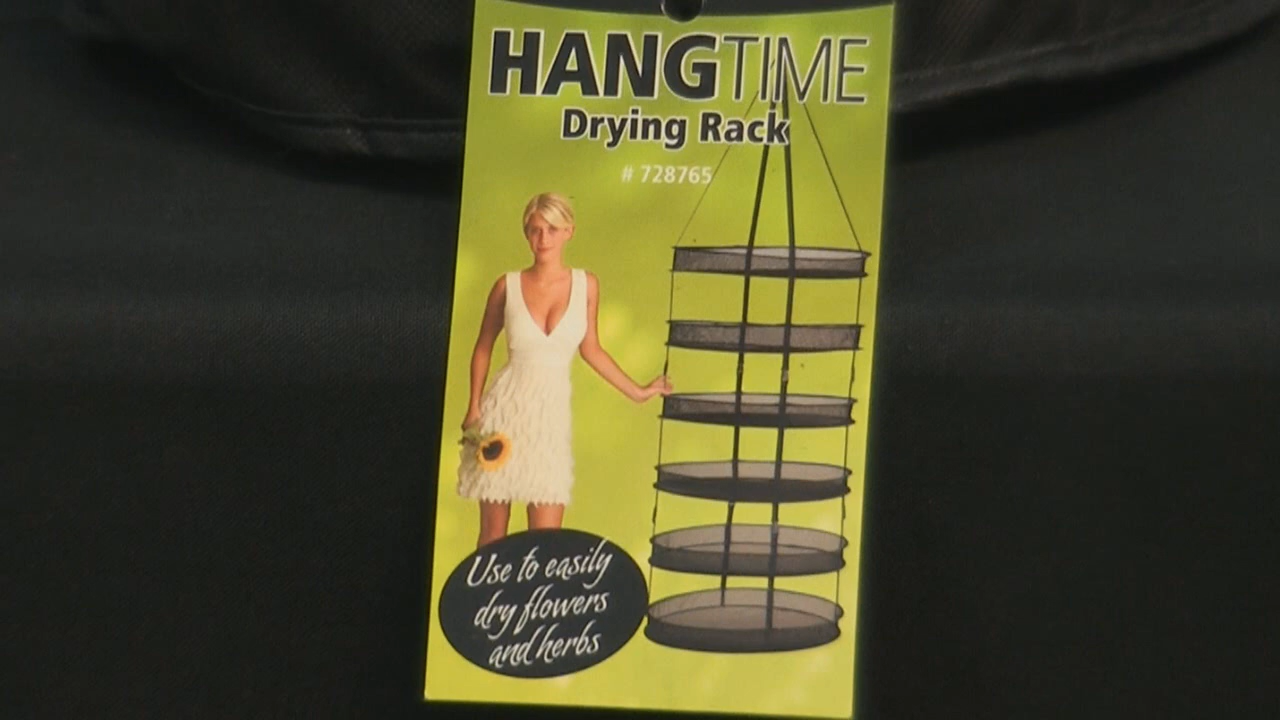 HANGTIME
Drying Rack
# 728765
Use to easily
dry flowers
and herbs